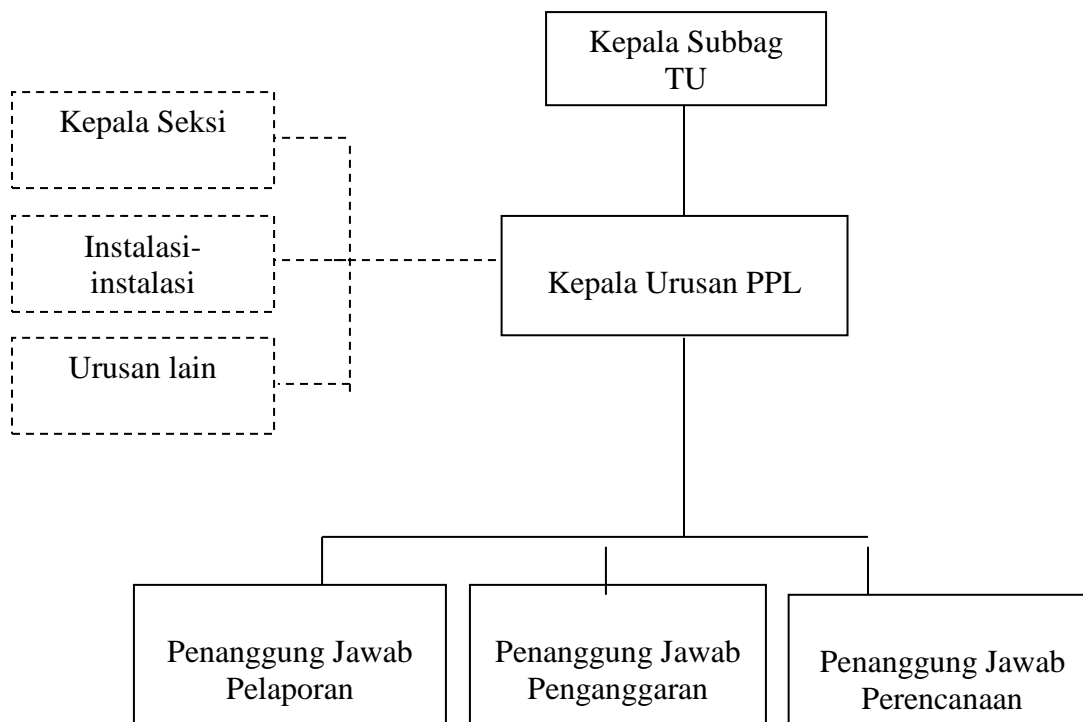 Kepala Subbag
TU
Kepala Seksi
Instalasi-
instalasi
Kepala Urusan PPL
Urusan lain
Penanggung Jawab
Pelaporan
Penanggung Jawab
Penganggaran
Penanggung Jawab
Perencanaan